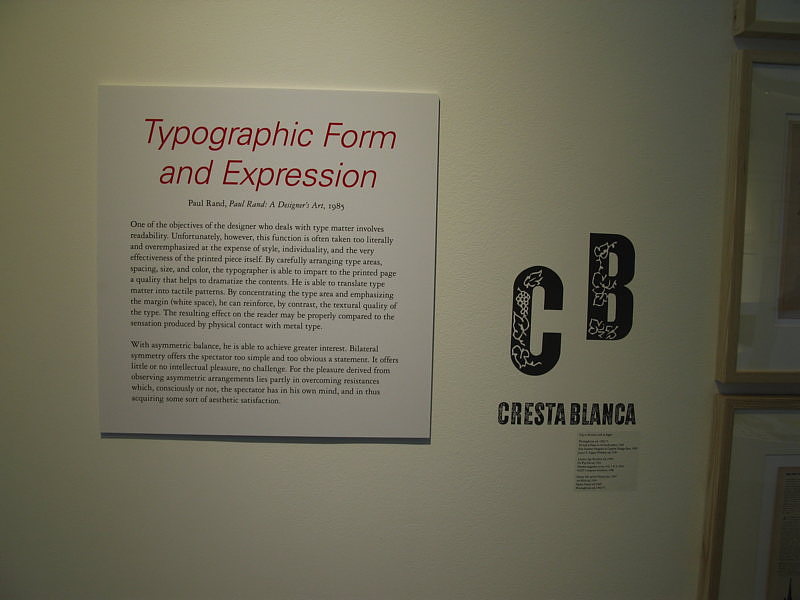 Typographic Form
and Expression
Paul Rand, Paul Rand: A Designer's Art, 1985
One of the objectives of the designer who deals with type matter involves
readability. Unfortunately, however, this function is often taken too literally
and overemphasized at the expense of style, individuality, and the very
effectiveness of the printed piece itself. By carefully arranging type areas,
spacing, size, and color, the typographer is able to impart to the printed page
a quality that helps to dramatize the contents. He is able to translate type
matter into tactile patterns. By concentrating the type area and emphasizing
the margin (white space), he can reinforce, by contrast, the textural quality of
the type. The resulting effect on the reader may be properly compared to the
sensation produced by physical contact with metal type.
With asymmetric balance, he is able to achieve greater interest. Bilateral
symmetry offers the spectator too simple and too obvious a statement. It offers
little or no intellectual pleasure, no challenge. For the pleasure derived from
observing asymmetric arrangements lies partly in overcoming resistances
which, consciously or not, the spectator has in his own mind, and in thus
acquiring some sort of aesthetic satisfaction.
CB
CRESTA BLANCA